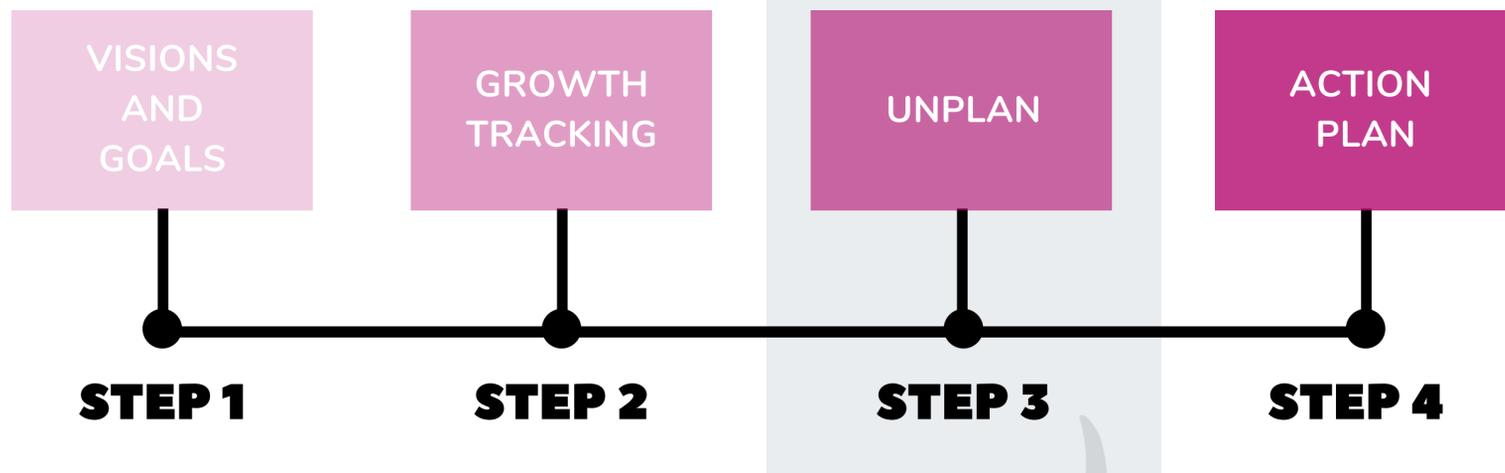 VISIONS
AND
GOALS
GROWTH
TRACKING
UNPLAN
ACTION
PLAN
STEP 1
STEP 2
STEP 3
STEP 4